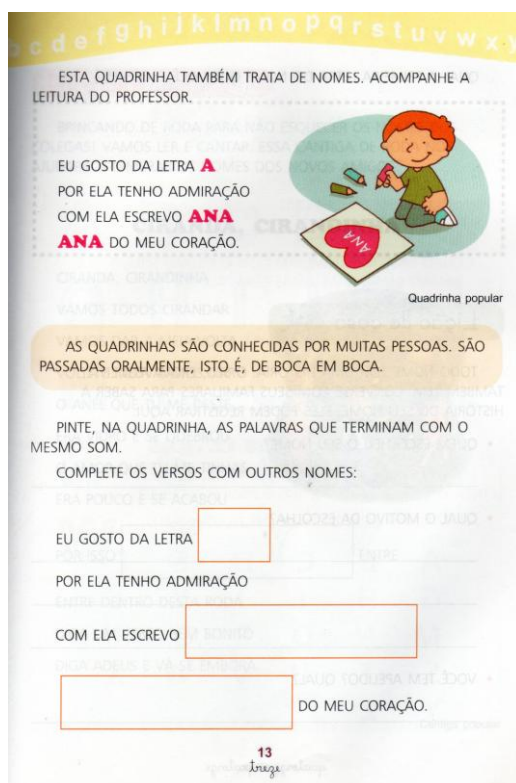 b c d e f g h i j k l m n o p q r s t u v w x y
ESTA QUADRINHA TAMBÉM TRATA DE NOMES. ACOMPANHE A
LEITURA DO PROFESSOR.
EU GOSTO DA LETRA A
POR ELA TENHO ADMIRAÇÃO
COM ELA ESCREVO ANA
ANA DO MEU CORAÇÃO.
ANA
Quadrinha popular
AS QUADRINHAS SÃO CONHECIDAS POR MUITAS PESSOAS. SÃO
PASSADAS ORALMENTE, ISTO É, DE BOCA EM BOCA.
PINTE, NA QUADRINHA, AS PALAVRAS QUE TERMINAM COM O
MESMO SOM.
COMPLETE OS VERSOS COM OUTROS NOMES:
EU GOSTO DA LETRA
POR ELA TENHO ADMIRAÇÃO
COM ELA ESCREVO
DO MEU CORAÇÃO.
13
treze